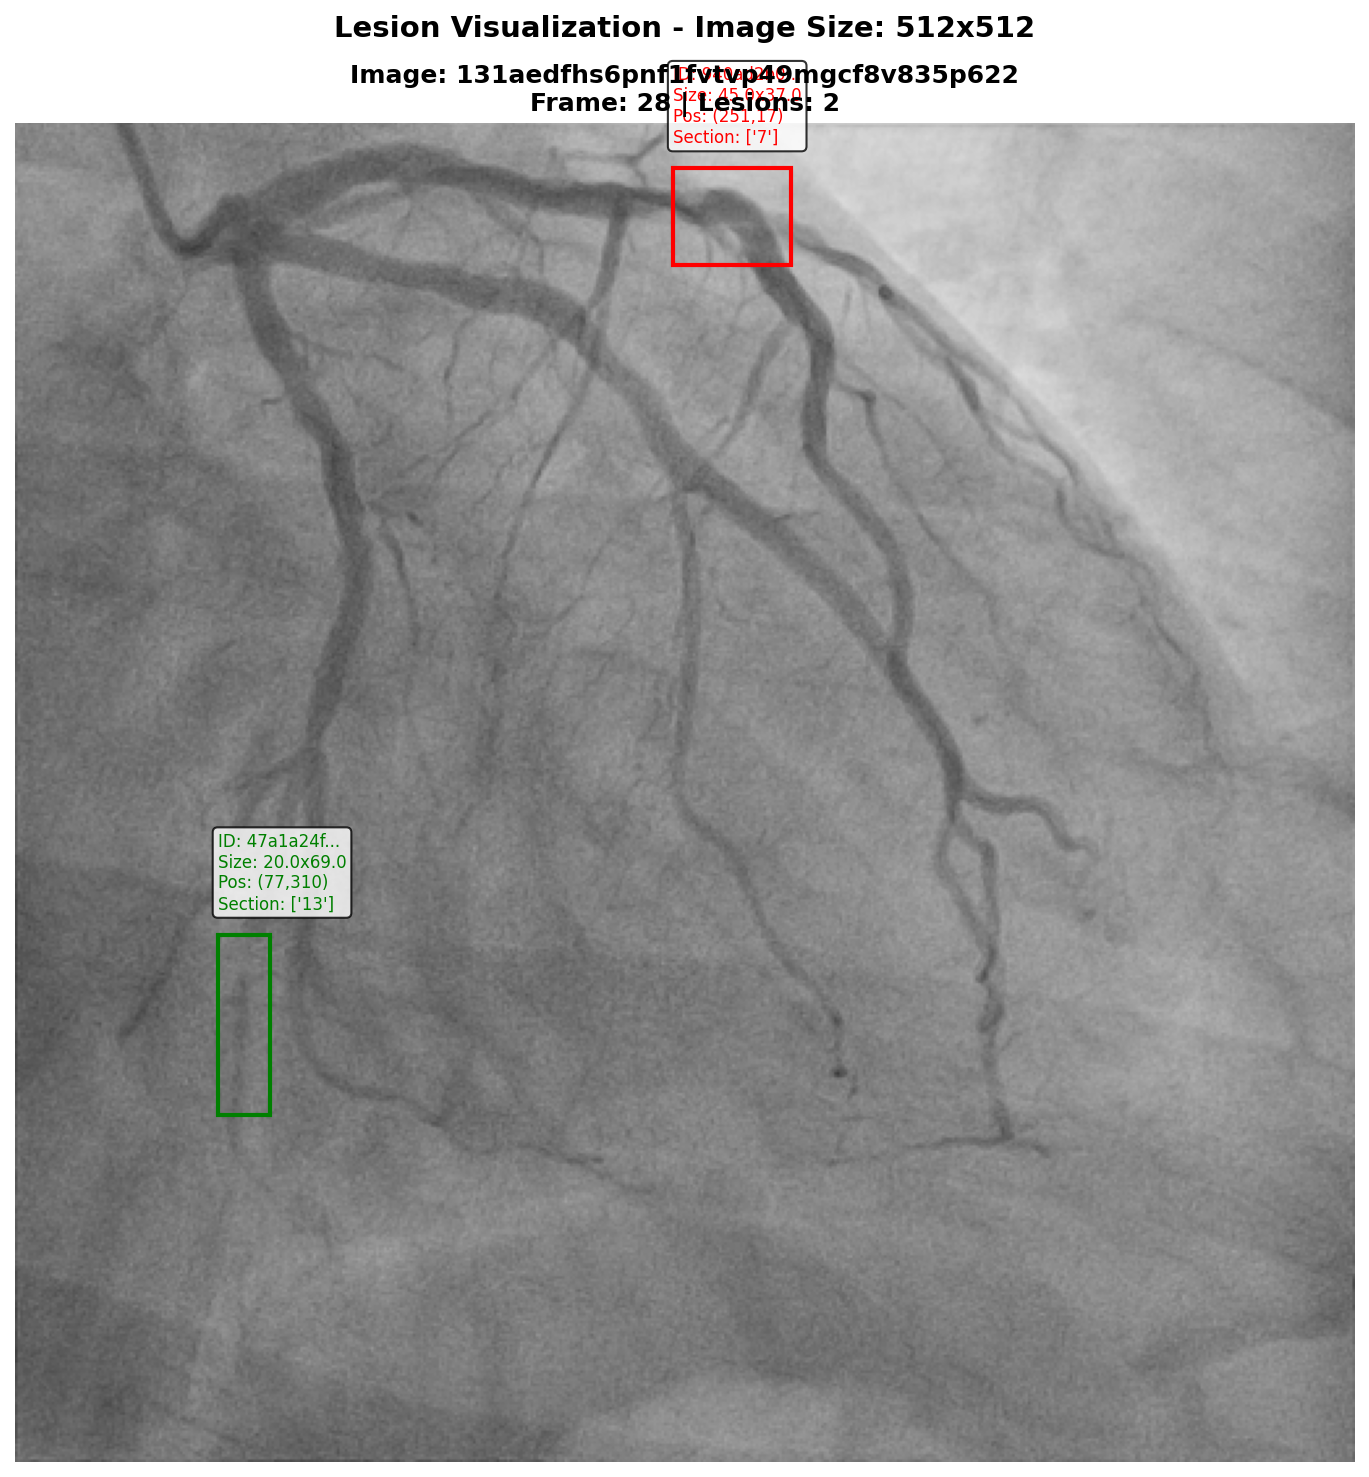 Lesion Visualization - Image Size: 512x512
Image: 131aedfhs6pnf1fvtvp49mgcf8v835p622
Frame: 28 | Lesions: 2
Size: 45.0x37.0
Pos: (251,17)
Section: ['7']
ID: 47a1a24f...
Size: 20.0x69.0
Pos: (77,310)
Section: ['13']